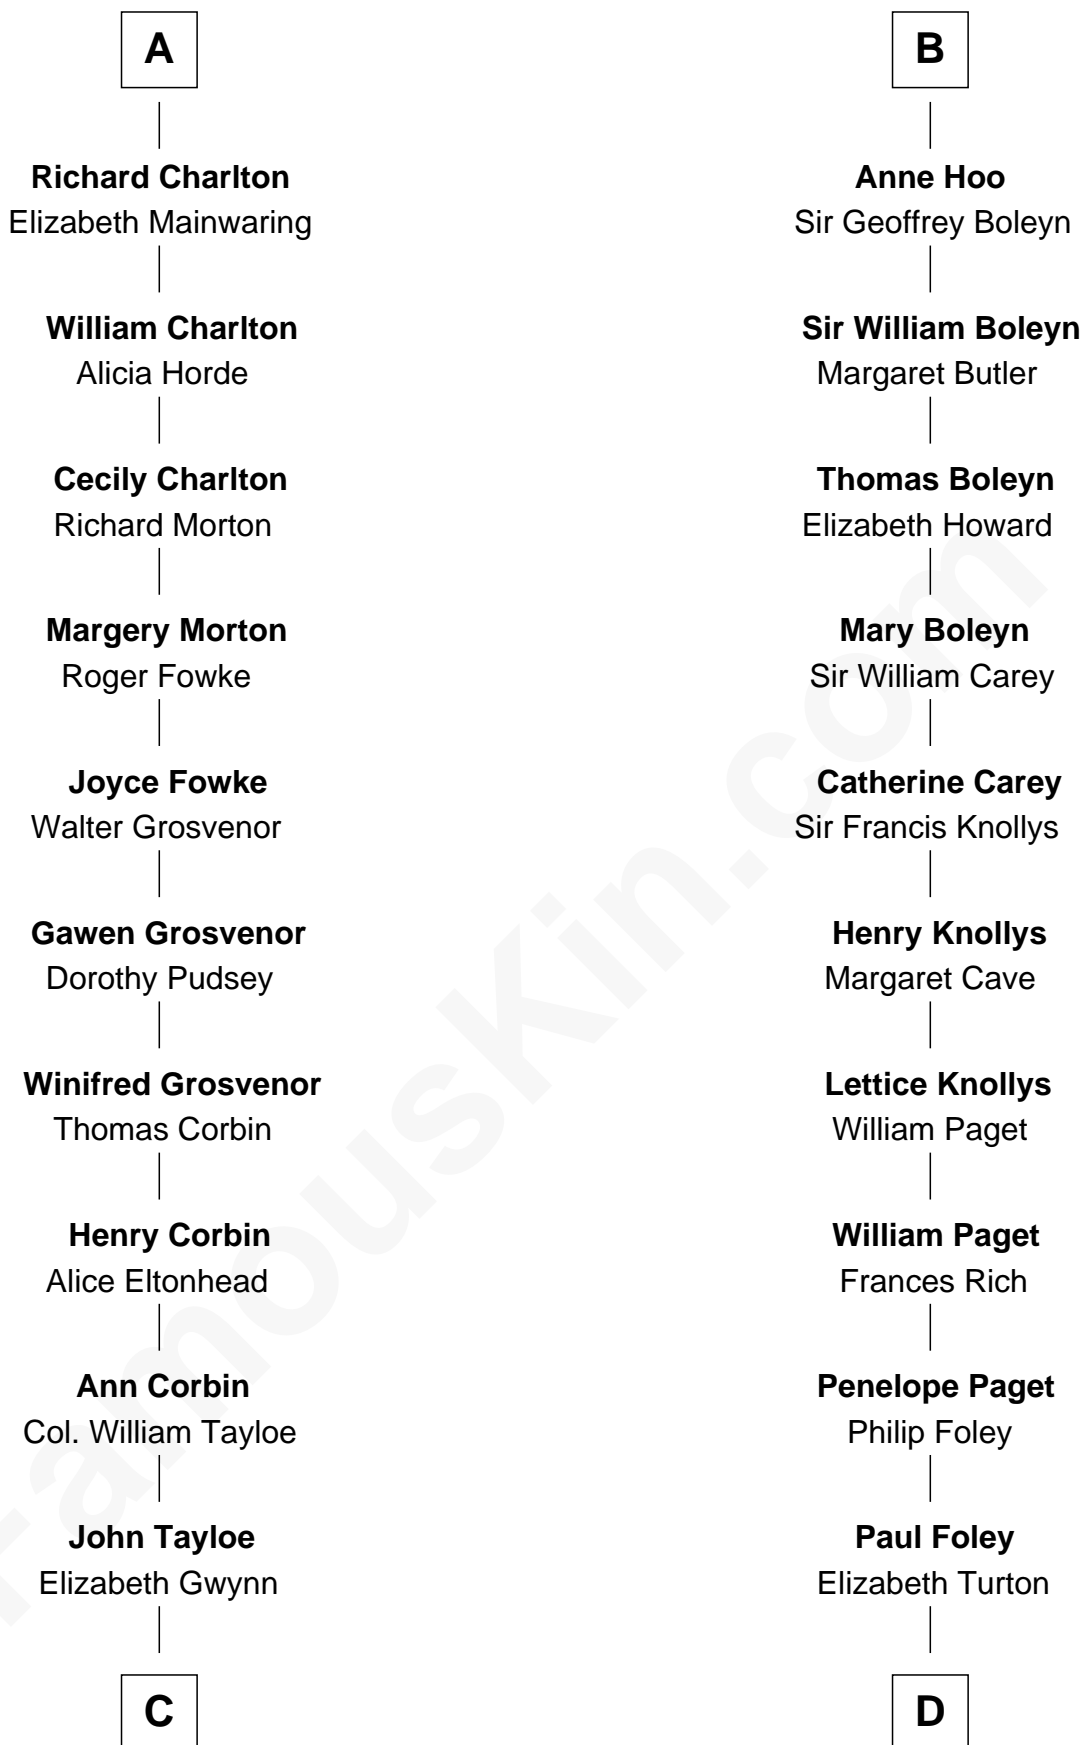 A
Richard Charlton
Elizabeth Mainwaring
William Charlton
Alicia Horde
Cecily Charlton
Richard Morton
Margery Morton
Roger Fowke
Joyce Fowke
Walter Grosvenor
Gawen Grosvenor
Dorothy Pudsey
Winifred Grosvenor
Thomas Corbin
Henry Corbin
Alice Eltonhead
Ann Corbin
Col. William Tayloe
John Tayloe
Elizabeth Gwynn
C
B
Anne Hoo
Sir Geoffrey Boleyn
Sir William Boleyn
Margaret Butler
Thomas Boleyn
Elizabeth Howard
Mary Boleyn
Sir William Carey
Catherine Carey
Sir Francis Knollys
Henry Knollys
Margaret Cave
Lettice Knollys
William Paget
William Paget
Frances Rich
Penelope Paget
Philip Foley
Paul Foley
Elizabeth Turton
D
FamousKin.com